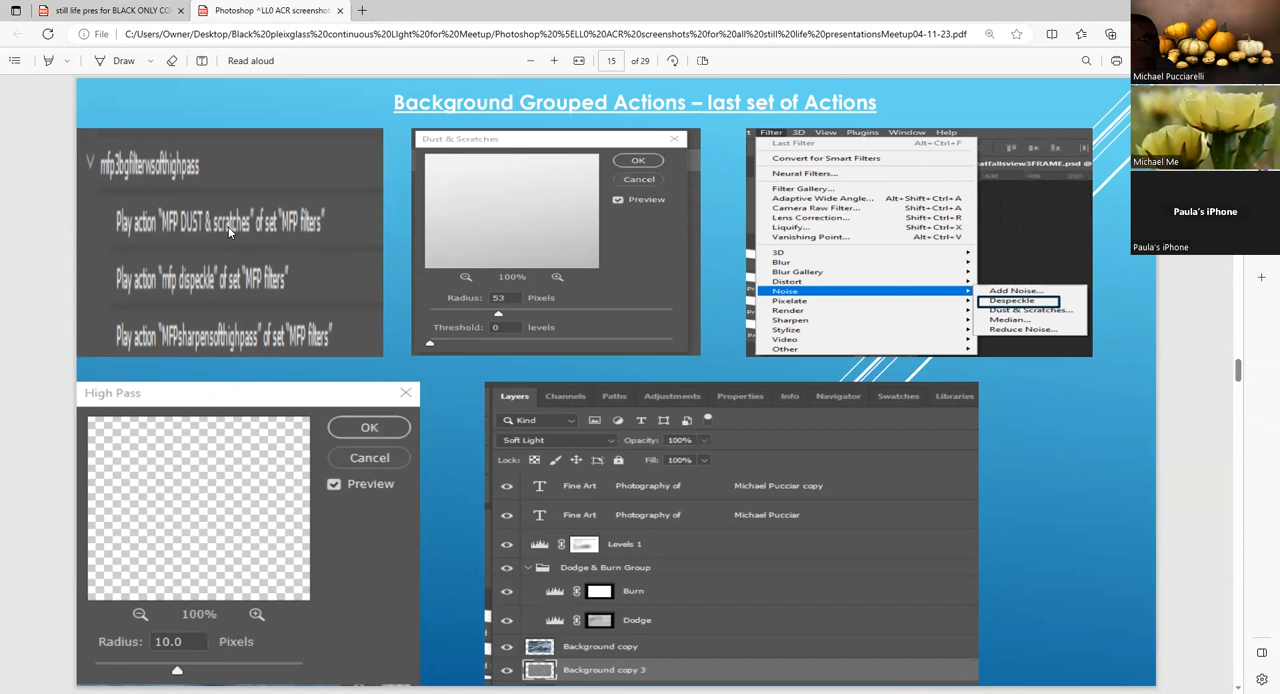 still life pres for BLACK ONLY CO
Photoshop ^LL0 ACR screenshots
File
C:/Users/Owner/Desktop/Black%20pleixglass%20continuous%20LIght%20for%20Meetup/Photoshop%20%5ELL0%20ACR%20screenshots%20for%20all%20still%20life%20presentationsMeetup04-11-23.pdf
Draw
Read aloud
15
of 29
Background Grouped Actions – last set of Actions
mfp3bgfilterwsofthighpass
Play action "MFP DUST & scratches" of set "MFP filters"
Play action "mfp dispeckle" of set "MFP filters"
Play action "MFPsharpensofthighpass" of set "MFP filters"
Dust & Scratches
OK
Cancel
Preview
100%
Radius: 53 Pixels
Threshold: 0 levels
Filter 3D View Plugins Window Help
Last Filter Alt+Ctrl+F
Convert for Smart Filters
Neural Filters...
Filter Gallery...
Adaptive Wide Angle... Alt+Shift+Ctrl+A
Camera Raw Filter... Shift+Ctrl+A
Lens Correction... Shift+Ctrl+R
Liquify... Shift+Ctrl+X
Vanishing Point... Alt+Ctrl+V
3D
Blur
Blur Gallery
Distort
Noise
Pixelate
Render
Sharpen
Stylize
Video
Other
Add Noise...
Despeckle
Dust & Scratches...
Median...
Reduce Noise...
atfallsview3FRAME.psd @
High Pass
OK
Cancel
Preview
100%
Radius: 10.0 Pixels
Layers Channels Paths Adjustments Properties Info Navigator Swatches Libraries
Kind
Soft Light Opacity: 100%
Lock: Fill: 100%
Fine Art Photography of Michael Pucciar copy
Fine Art Photography of Michael Pucciar
Levels 1
Dodge & Burn Group
Burn
Dodge
Background copy
Background copy 3
Michael Pucciarelli
Michael Me
Paula's iPhone
Paula's iPhone